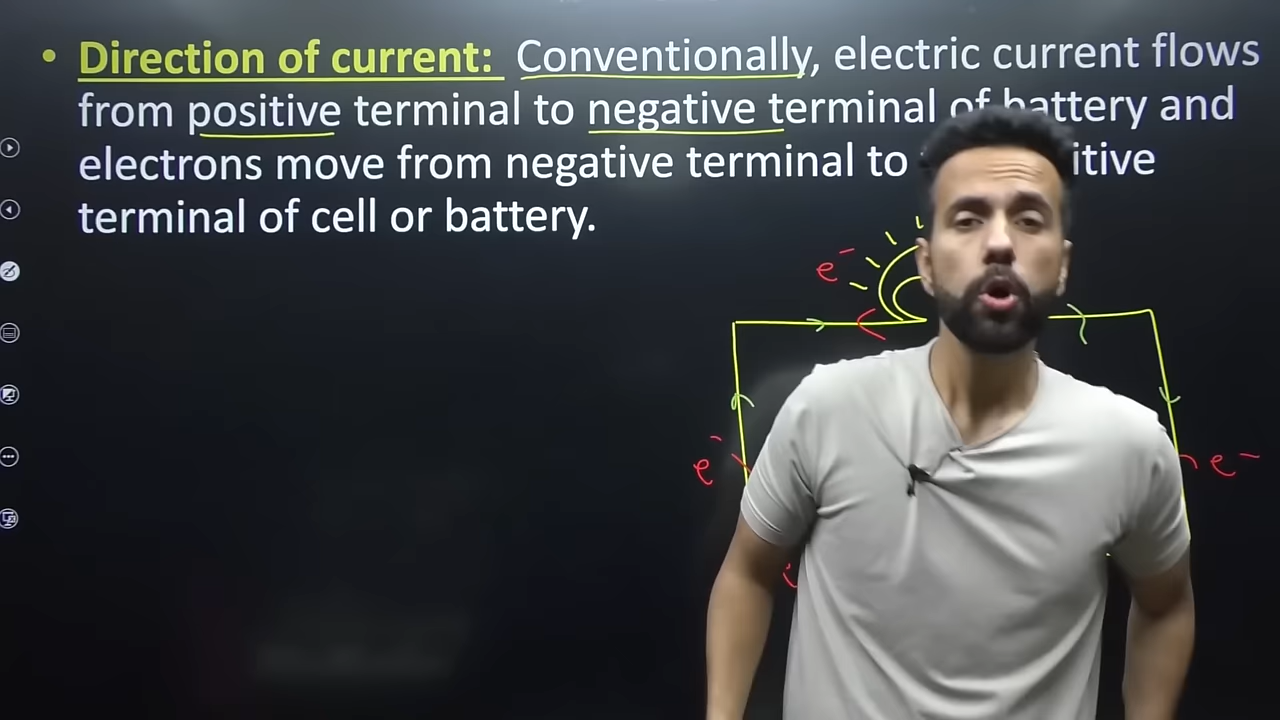 • Direction of current: Conventionally, electric current flows
from positive terminal to negative terminal of battery and
electrons move from negative terminal to itive
terminal of cell or battery.
e⁻
e⁻ e⁻